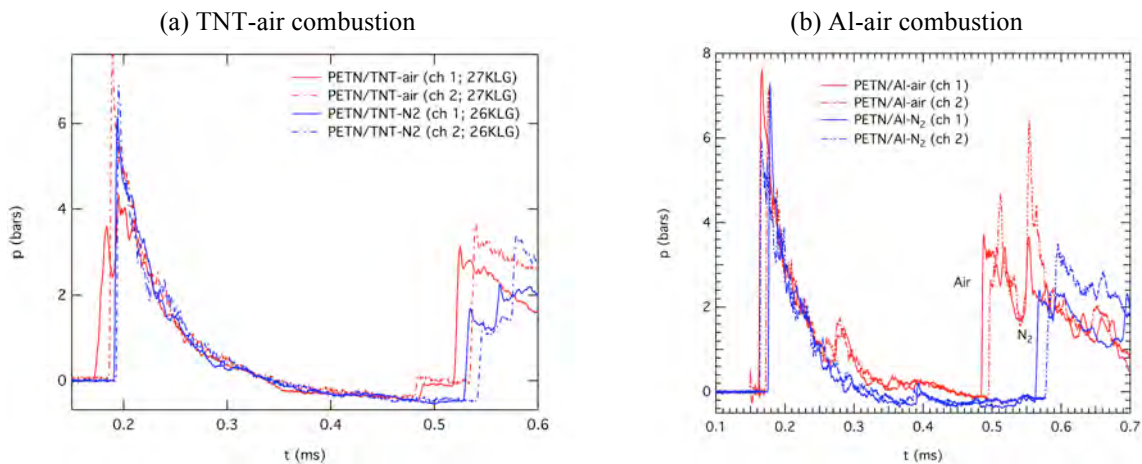 (a) TNT-air combustion
PETN/TNT-air (ch 1; 27KLG)
PETN/TNT-air (ch 2; 27KLG)
PETN/TNT-N2 (ch 1; 26KLG)
PETN/TNT-N2 (ch 2; 26KLG)
p (bars)
6
4
2
0
0.2
0.3
0.4
0.5
0.6
t (ms)
(b) Al-air combustion
PETN/Al-air (ch 1)
PETN/Al-air (ch 2)
PETN/Al-N₂ (ch 1)
PETN/Al-N₂ (ch 2)
p (bars)
8
6
4
2
0
Air
N₂
0.1
0.2
0.3
0.4
0.5
0.6
0.7
t (ms)